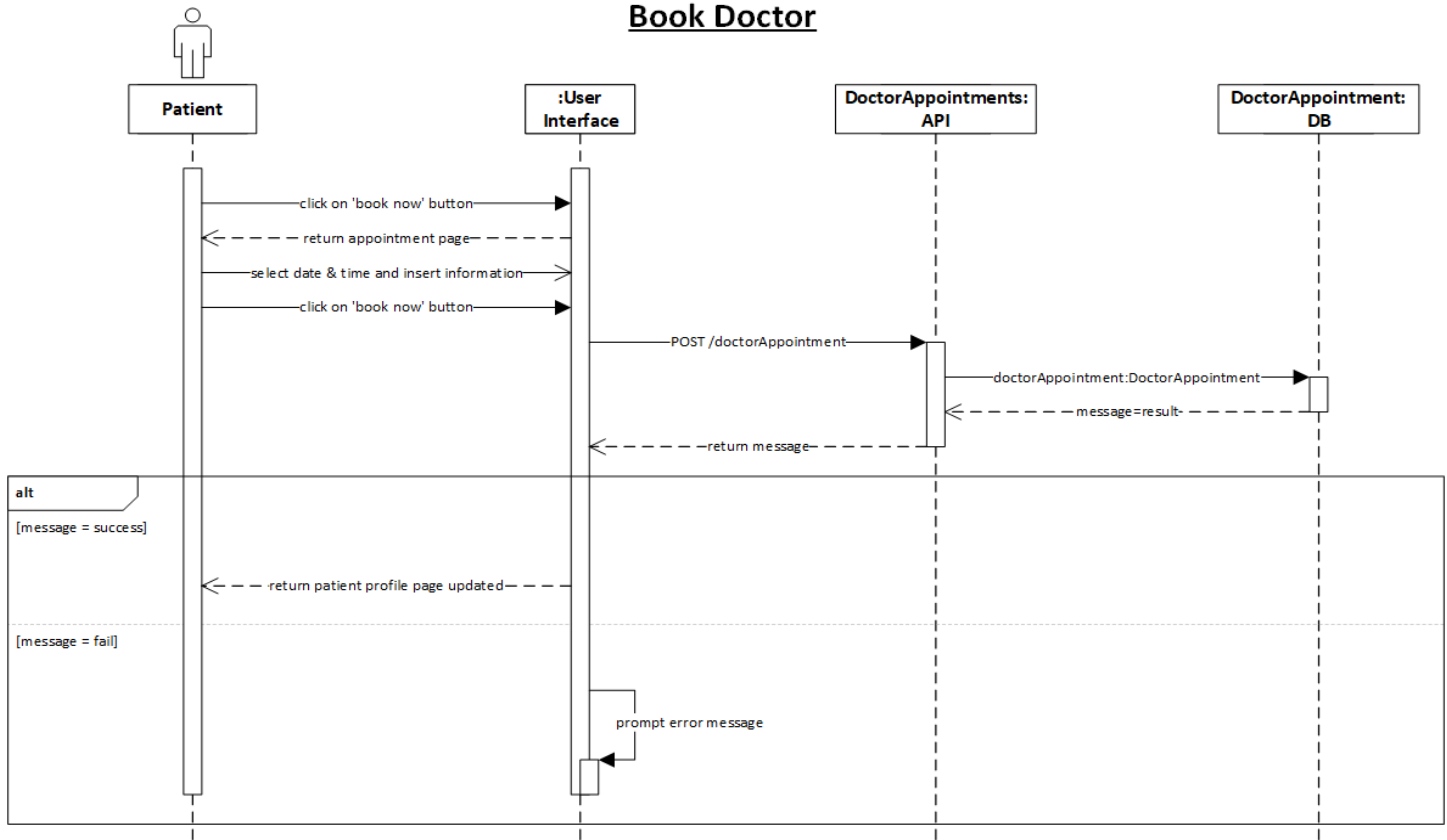 Book Doctor
Patient
:User
Interface
DoctorAppointments:
API
DoctorAppointment:
DB
click on 'book now' button
return appointment page
select date & time and insert information
click on 'book now' button
POST /doctorAppointment
doctorAppointment:DoctorAppointment
message=result
return message
alt
[message = success]
return patient profile page updated
[message = fail]
prompt error message